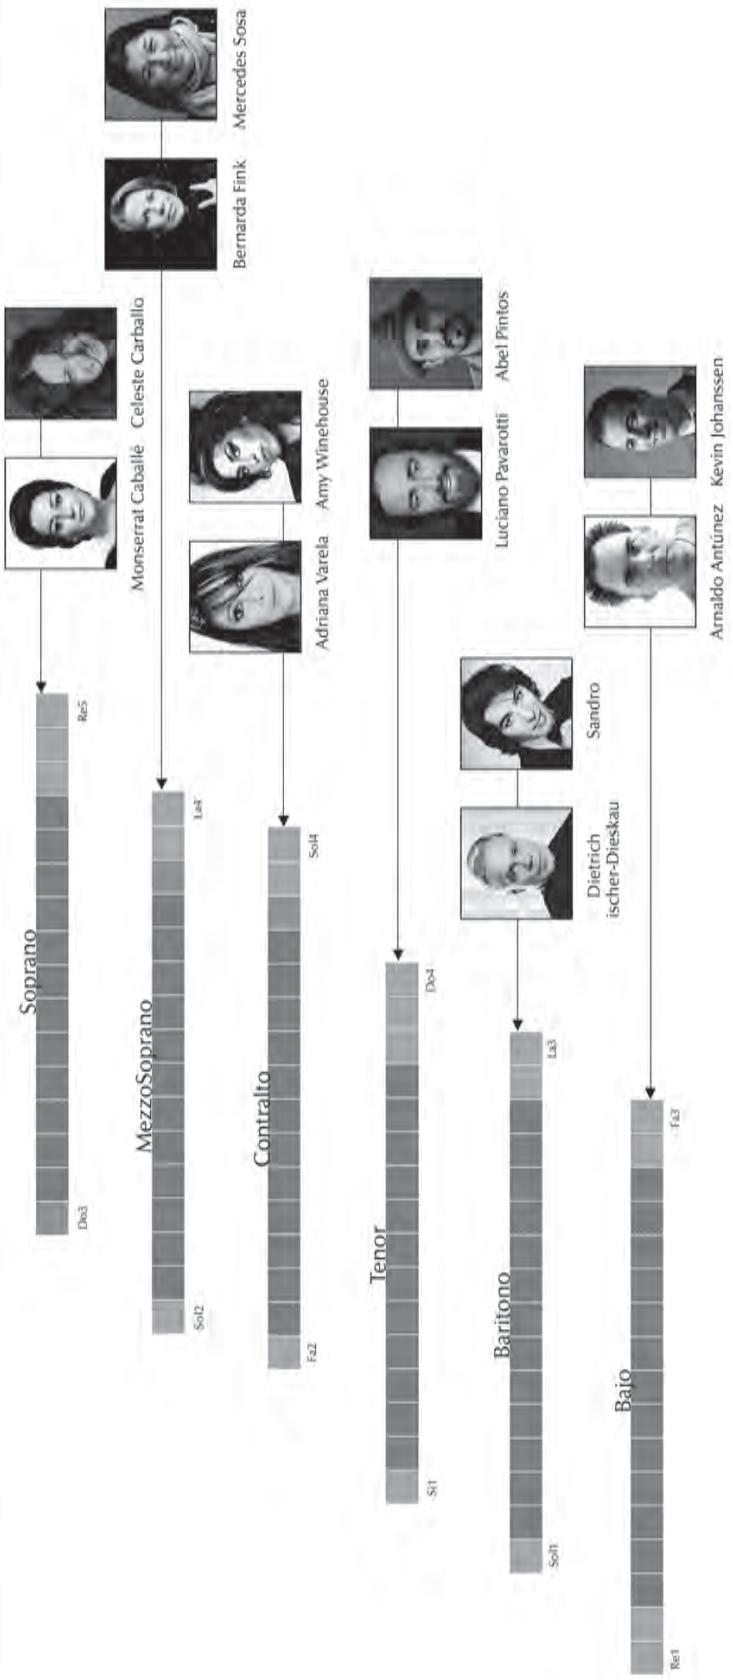 Soprano
Do3
Re5
Monserrat Caballé
Celeste Carballo
MezzoSoprano
Sol2
La4
Bernarda Fink
Mercedes Sosa
Contralto
Fa2
Sol4
Adriana Varela
Amy Winehouse
Tenor
Si1
Do4
Luciano Pavarotti
Abel Pintos
Barítono
Sol1
La3
Dietrich
ischer-Dieskau
Sandro
Bajo
Re1
Fa3
Arnaldo Antúnez
Kevin Johanssen